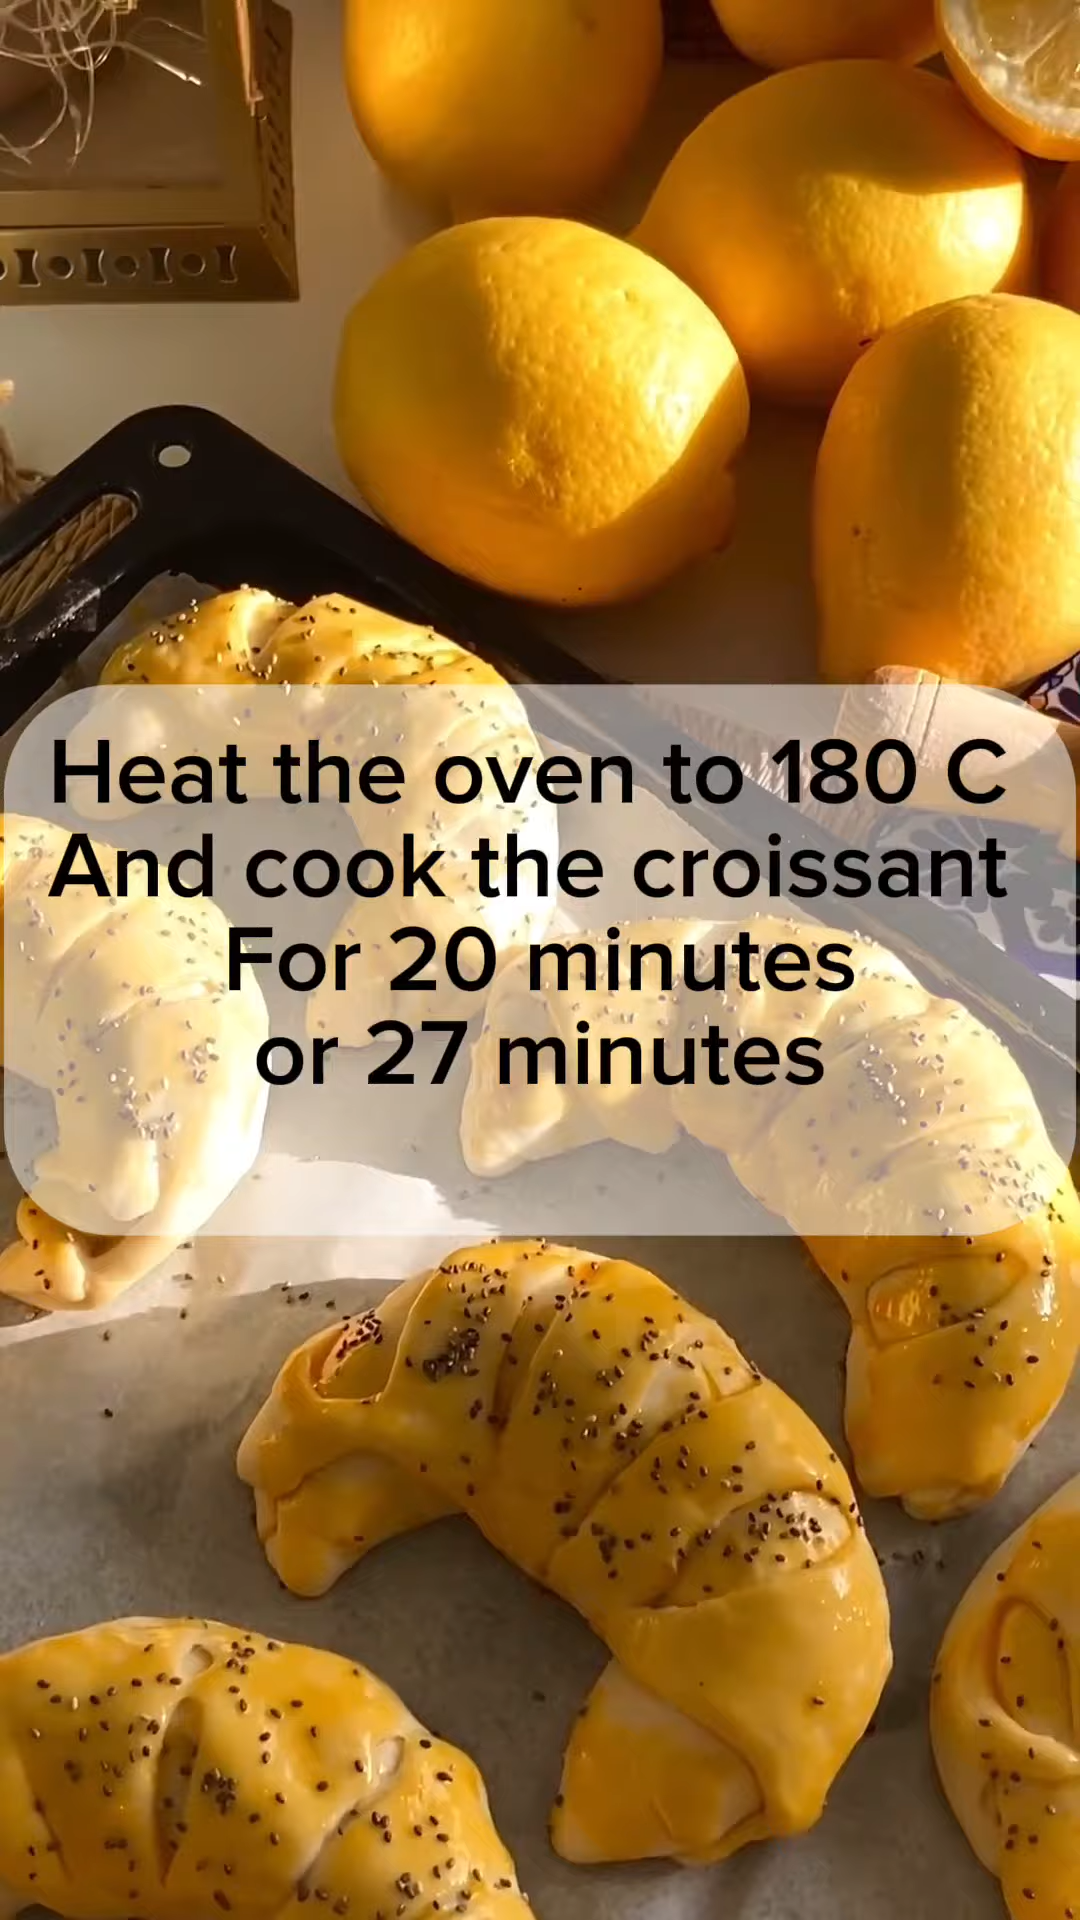 Heat the oven to 180 C
And cook the croissant
For 20 minutes
or 27 minutes